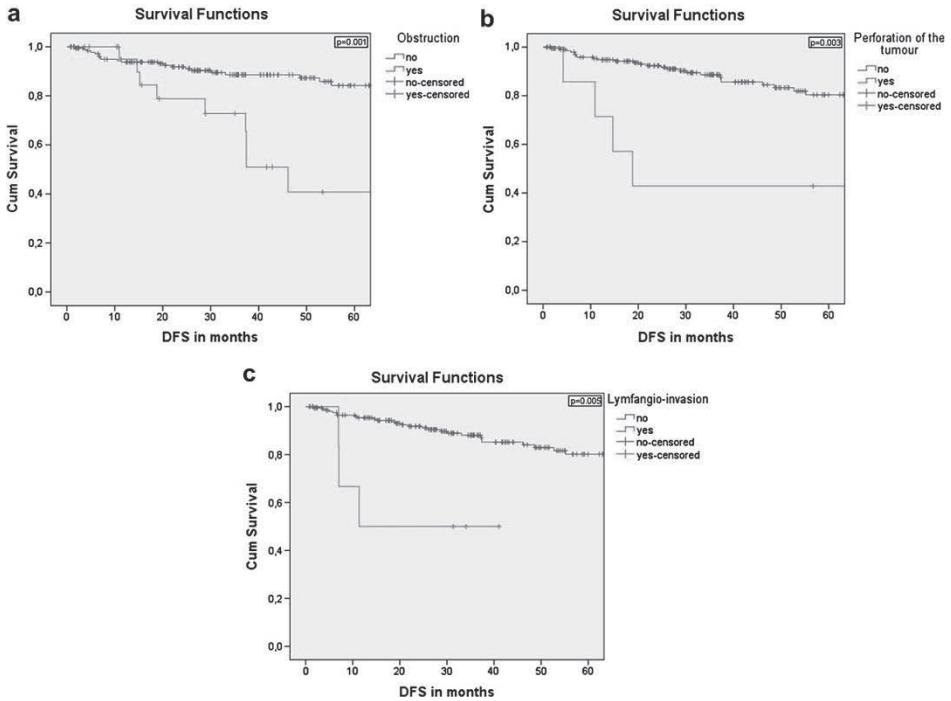 a
Survival Functions
p=0.001
Obstruction
no
yes
no-censored
yes-censored
Cum Survival
1,0
0,8
0,6
0,4
0,2
0,0
0 10 20 30 40 50 60
DFS in months
b
Survival Functions
p=0.003
Perforation of the
tumour
no
yes
no-censored
yes-censored
Cum Survival
1,0
0,8
0,6
0,4
0,2
0,0
0 10 20 30 40 50 60
DFS in months
c
Survival Functions
p=0.005
Lymfangio-invasion
no
yes
no-censored
yes-censored
Cum Survival
1,0
0,8
0,6
0,4
0,2
0,0
0 10 20 30 40 50 60
DFS in months